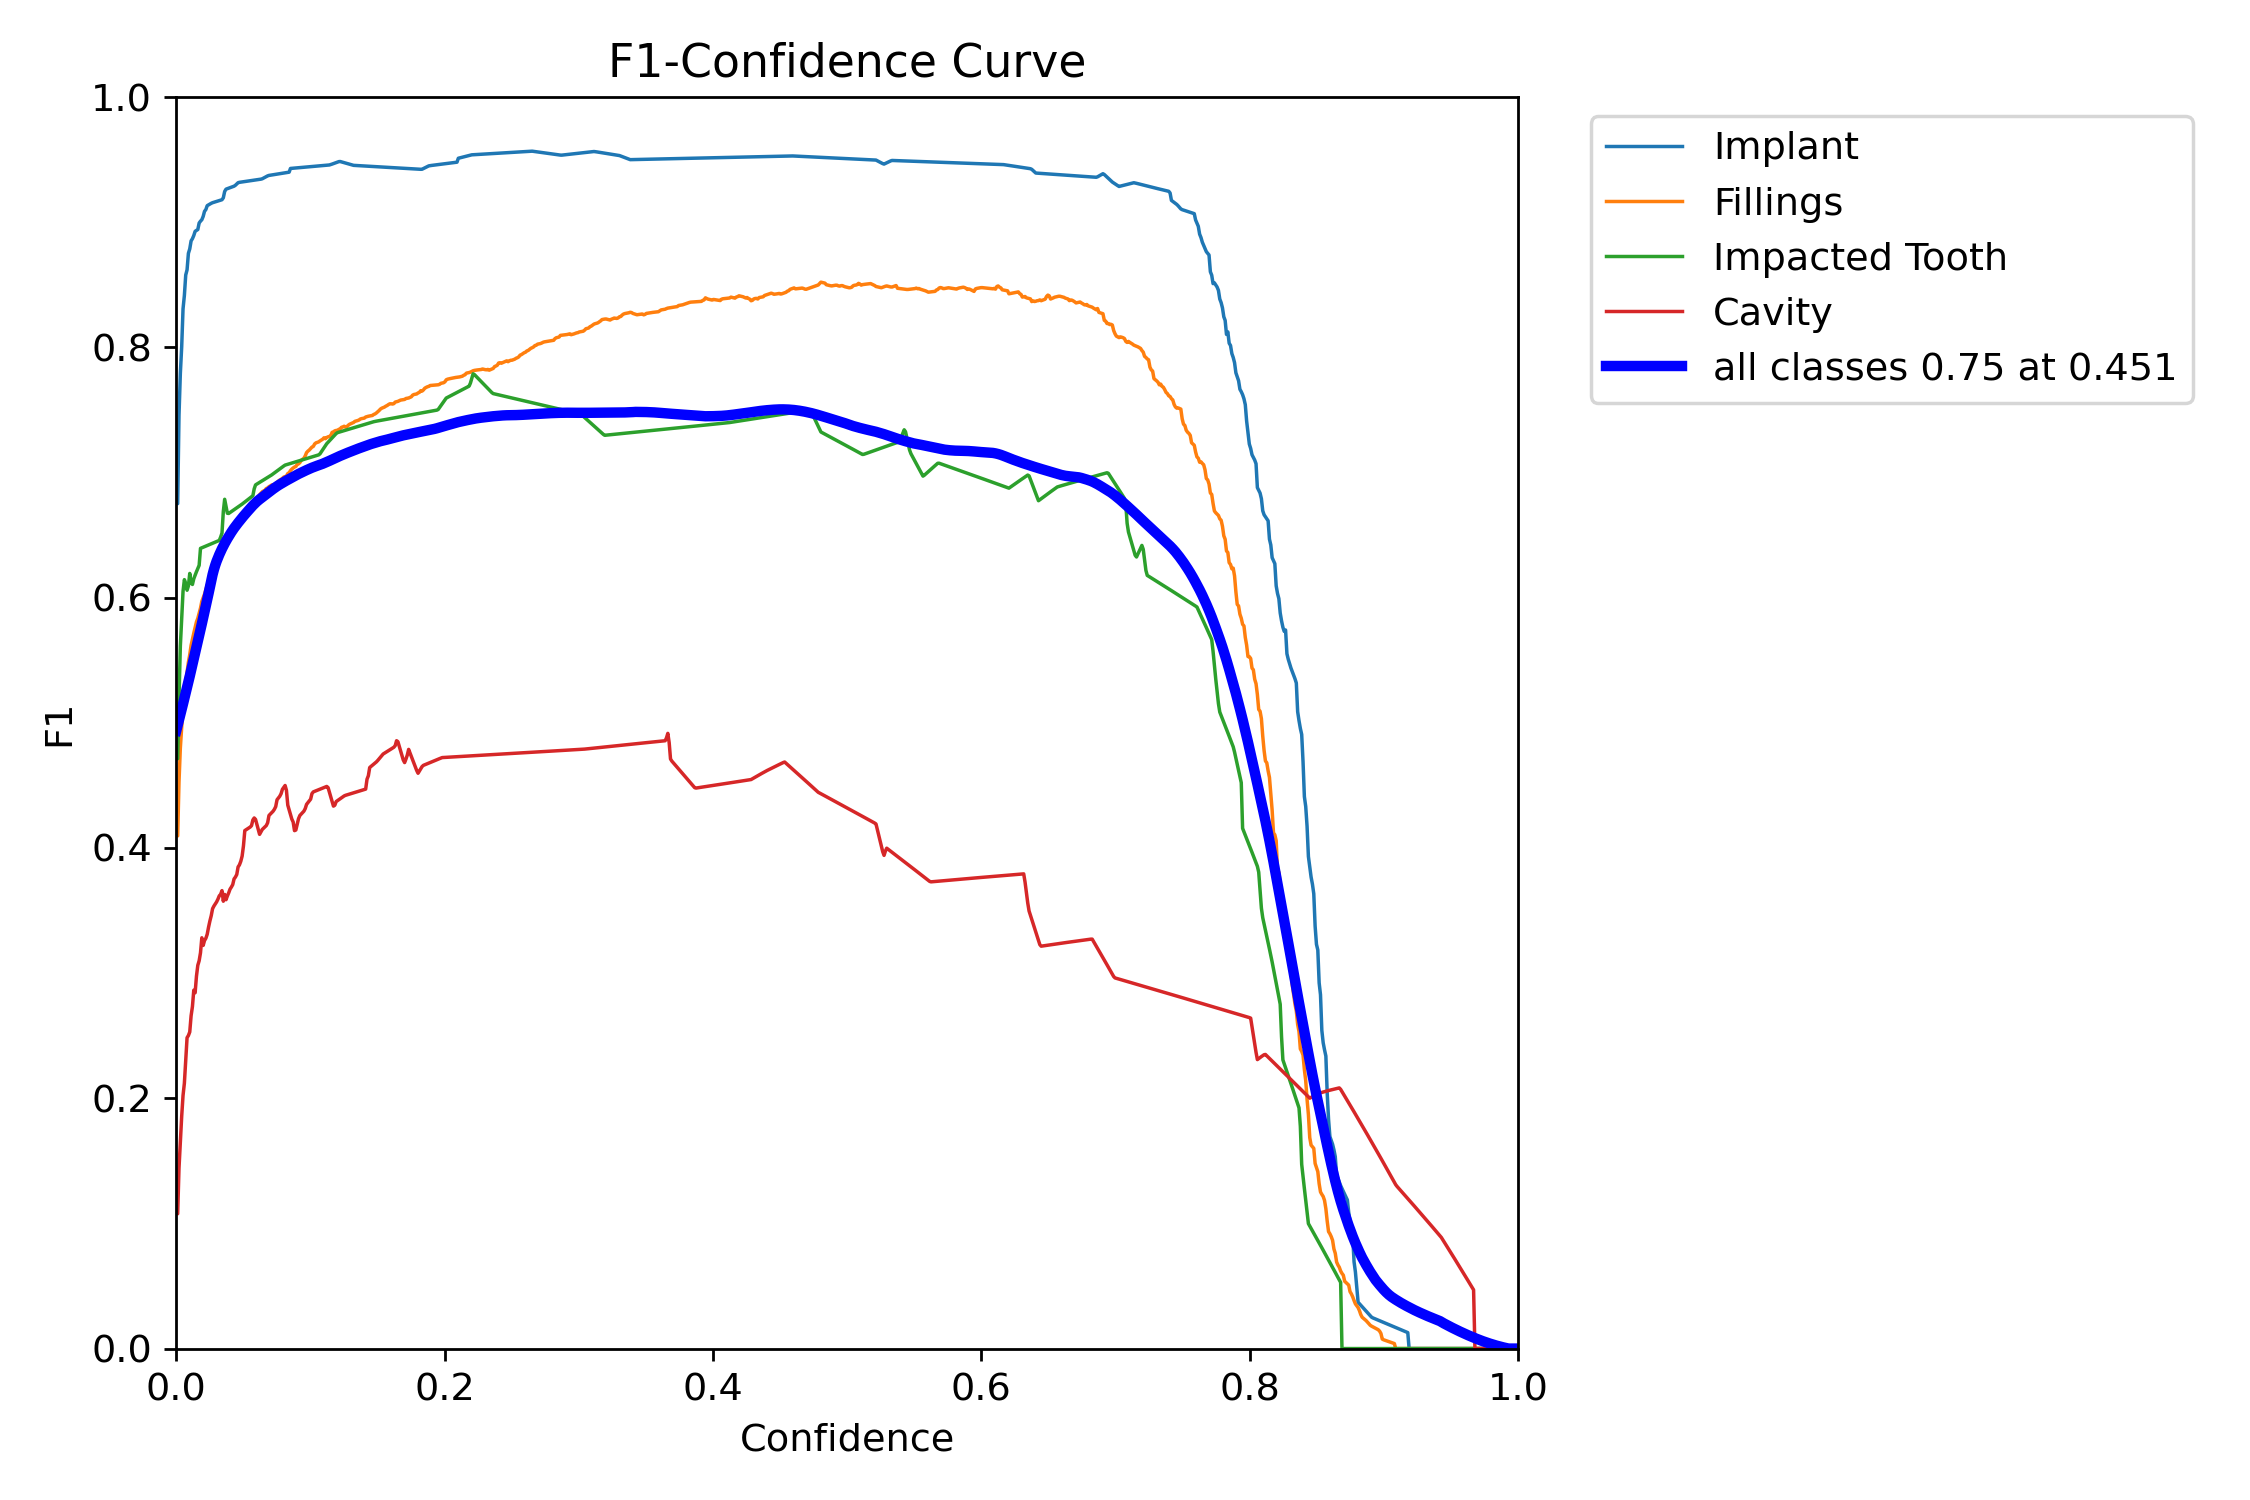 F1-Confidence Curve
1.0
0.8
0.6
0.4
0.2
0.0
F1
0.0 0.2 0.4 0.6 0.8 1.0
Confidence
Implant
Fillings
Impacted Tooth
Cavity
all classes 0.75 at 0.451